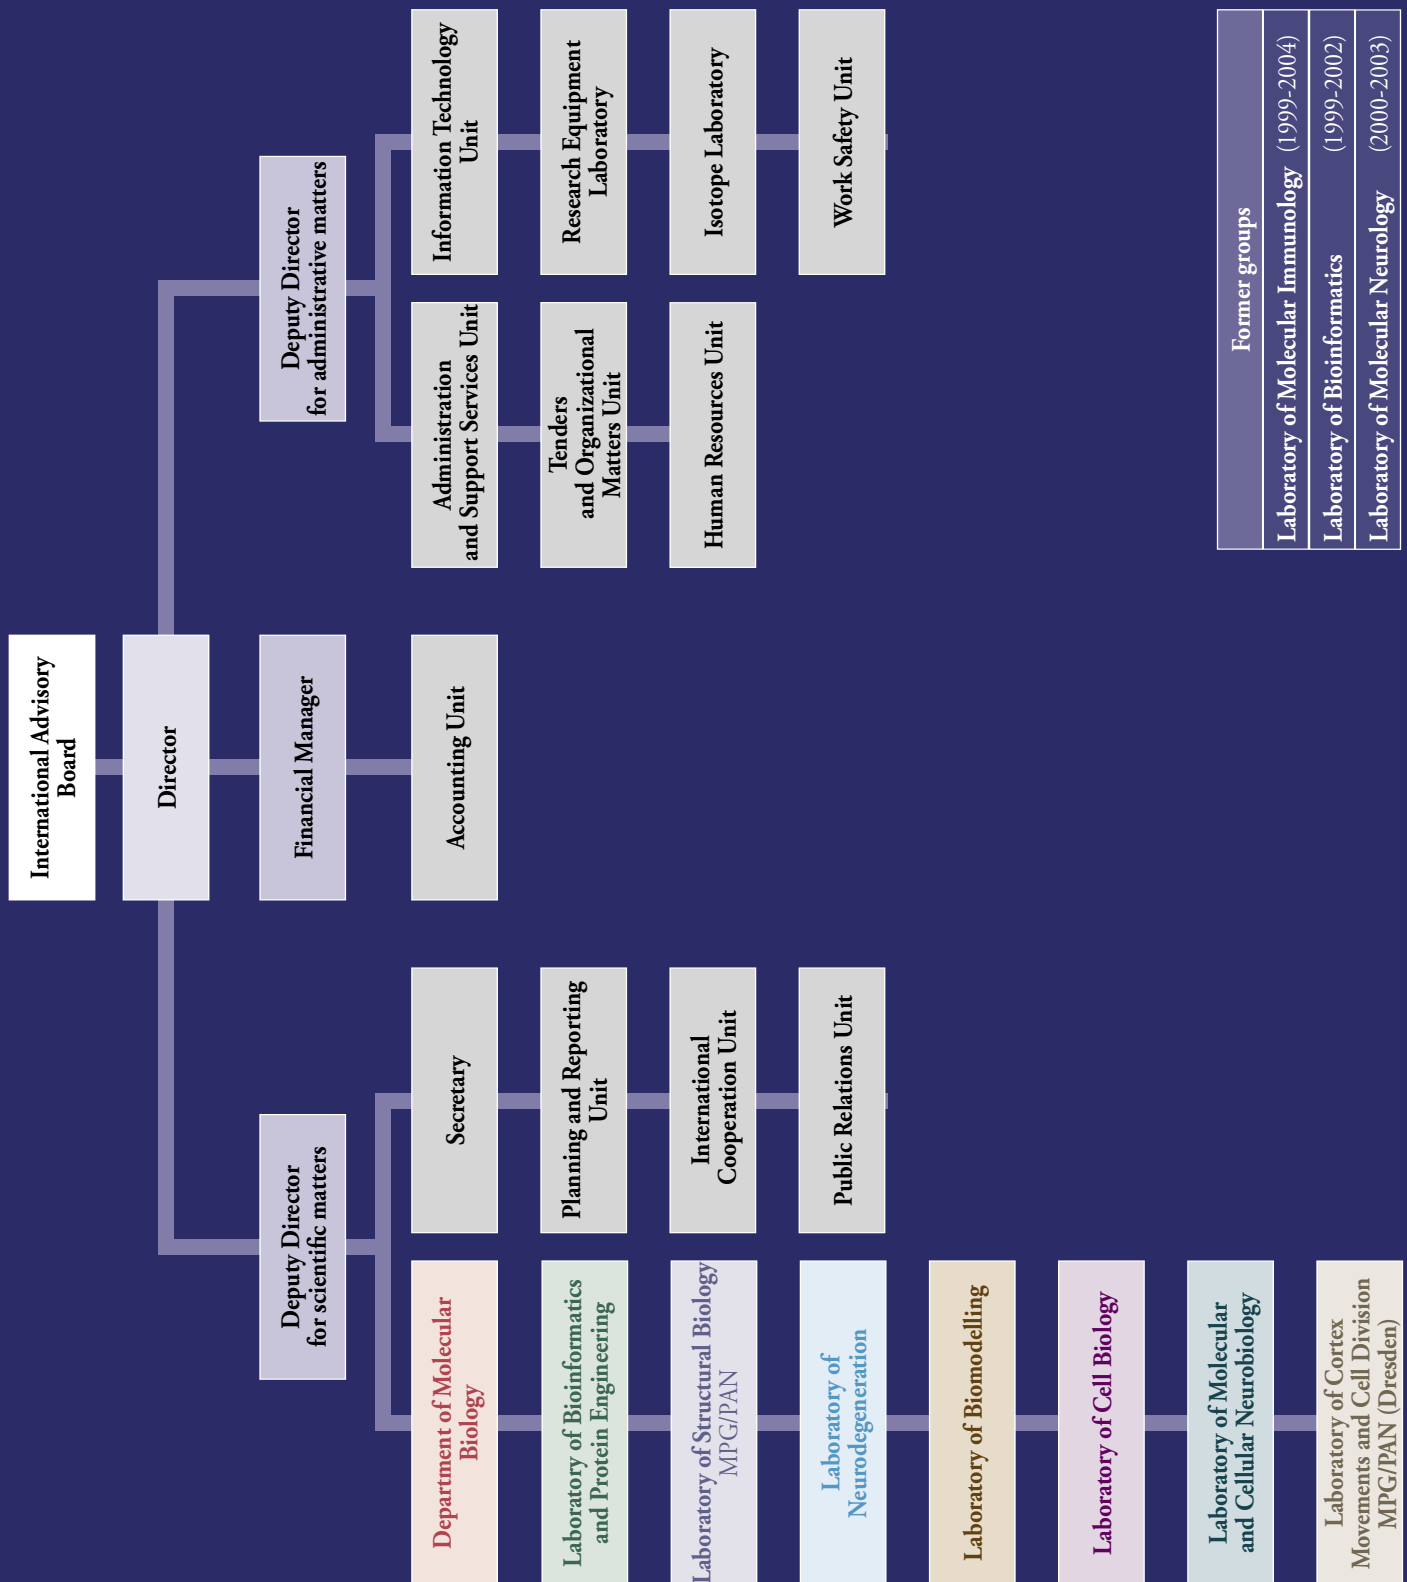 International Advisory
Board
Director
Deputy Director
for scientific matters
Financial Manager
Deputy Director
for administrative matters
Department of Molecular
Biology
Laboratory of Bioinformatics
and Protein Engineering
Laboratory of Structural Biology
MPG/PAN
Laboratory of
Neurodegeneration
Laboratory of Biomodelling
Laboratory of Cell Biology
Laboratory of Molecular
and Cellular Neurobiology
Laboratory of Cortex
Movements and Cell Division
MPG/PAN (Dresden)
Secretary
Planning and Reporting
Unit
International
Cooperation Unit
Public Relations Unit
Accounting Unit
Administration
and Support Services Unit
Tenders
and Organizational
Matters Unit
Human Resources Unit
Information Technology
Unit
Research Equipment
Laboratory
Isotope Laboratory
Work Safety Unit
Former groups
Laboratory of Molecular Immunology (1999-2004)
Laboratory of Bioinformatics (1999-2002)
Laboratory of Molecular Neurology (2000-2003)